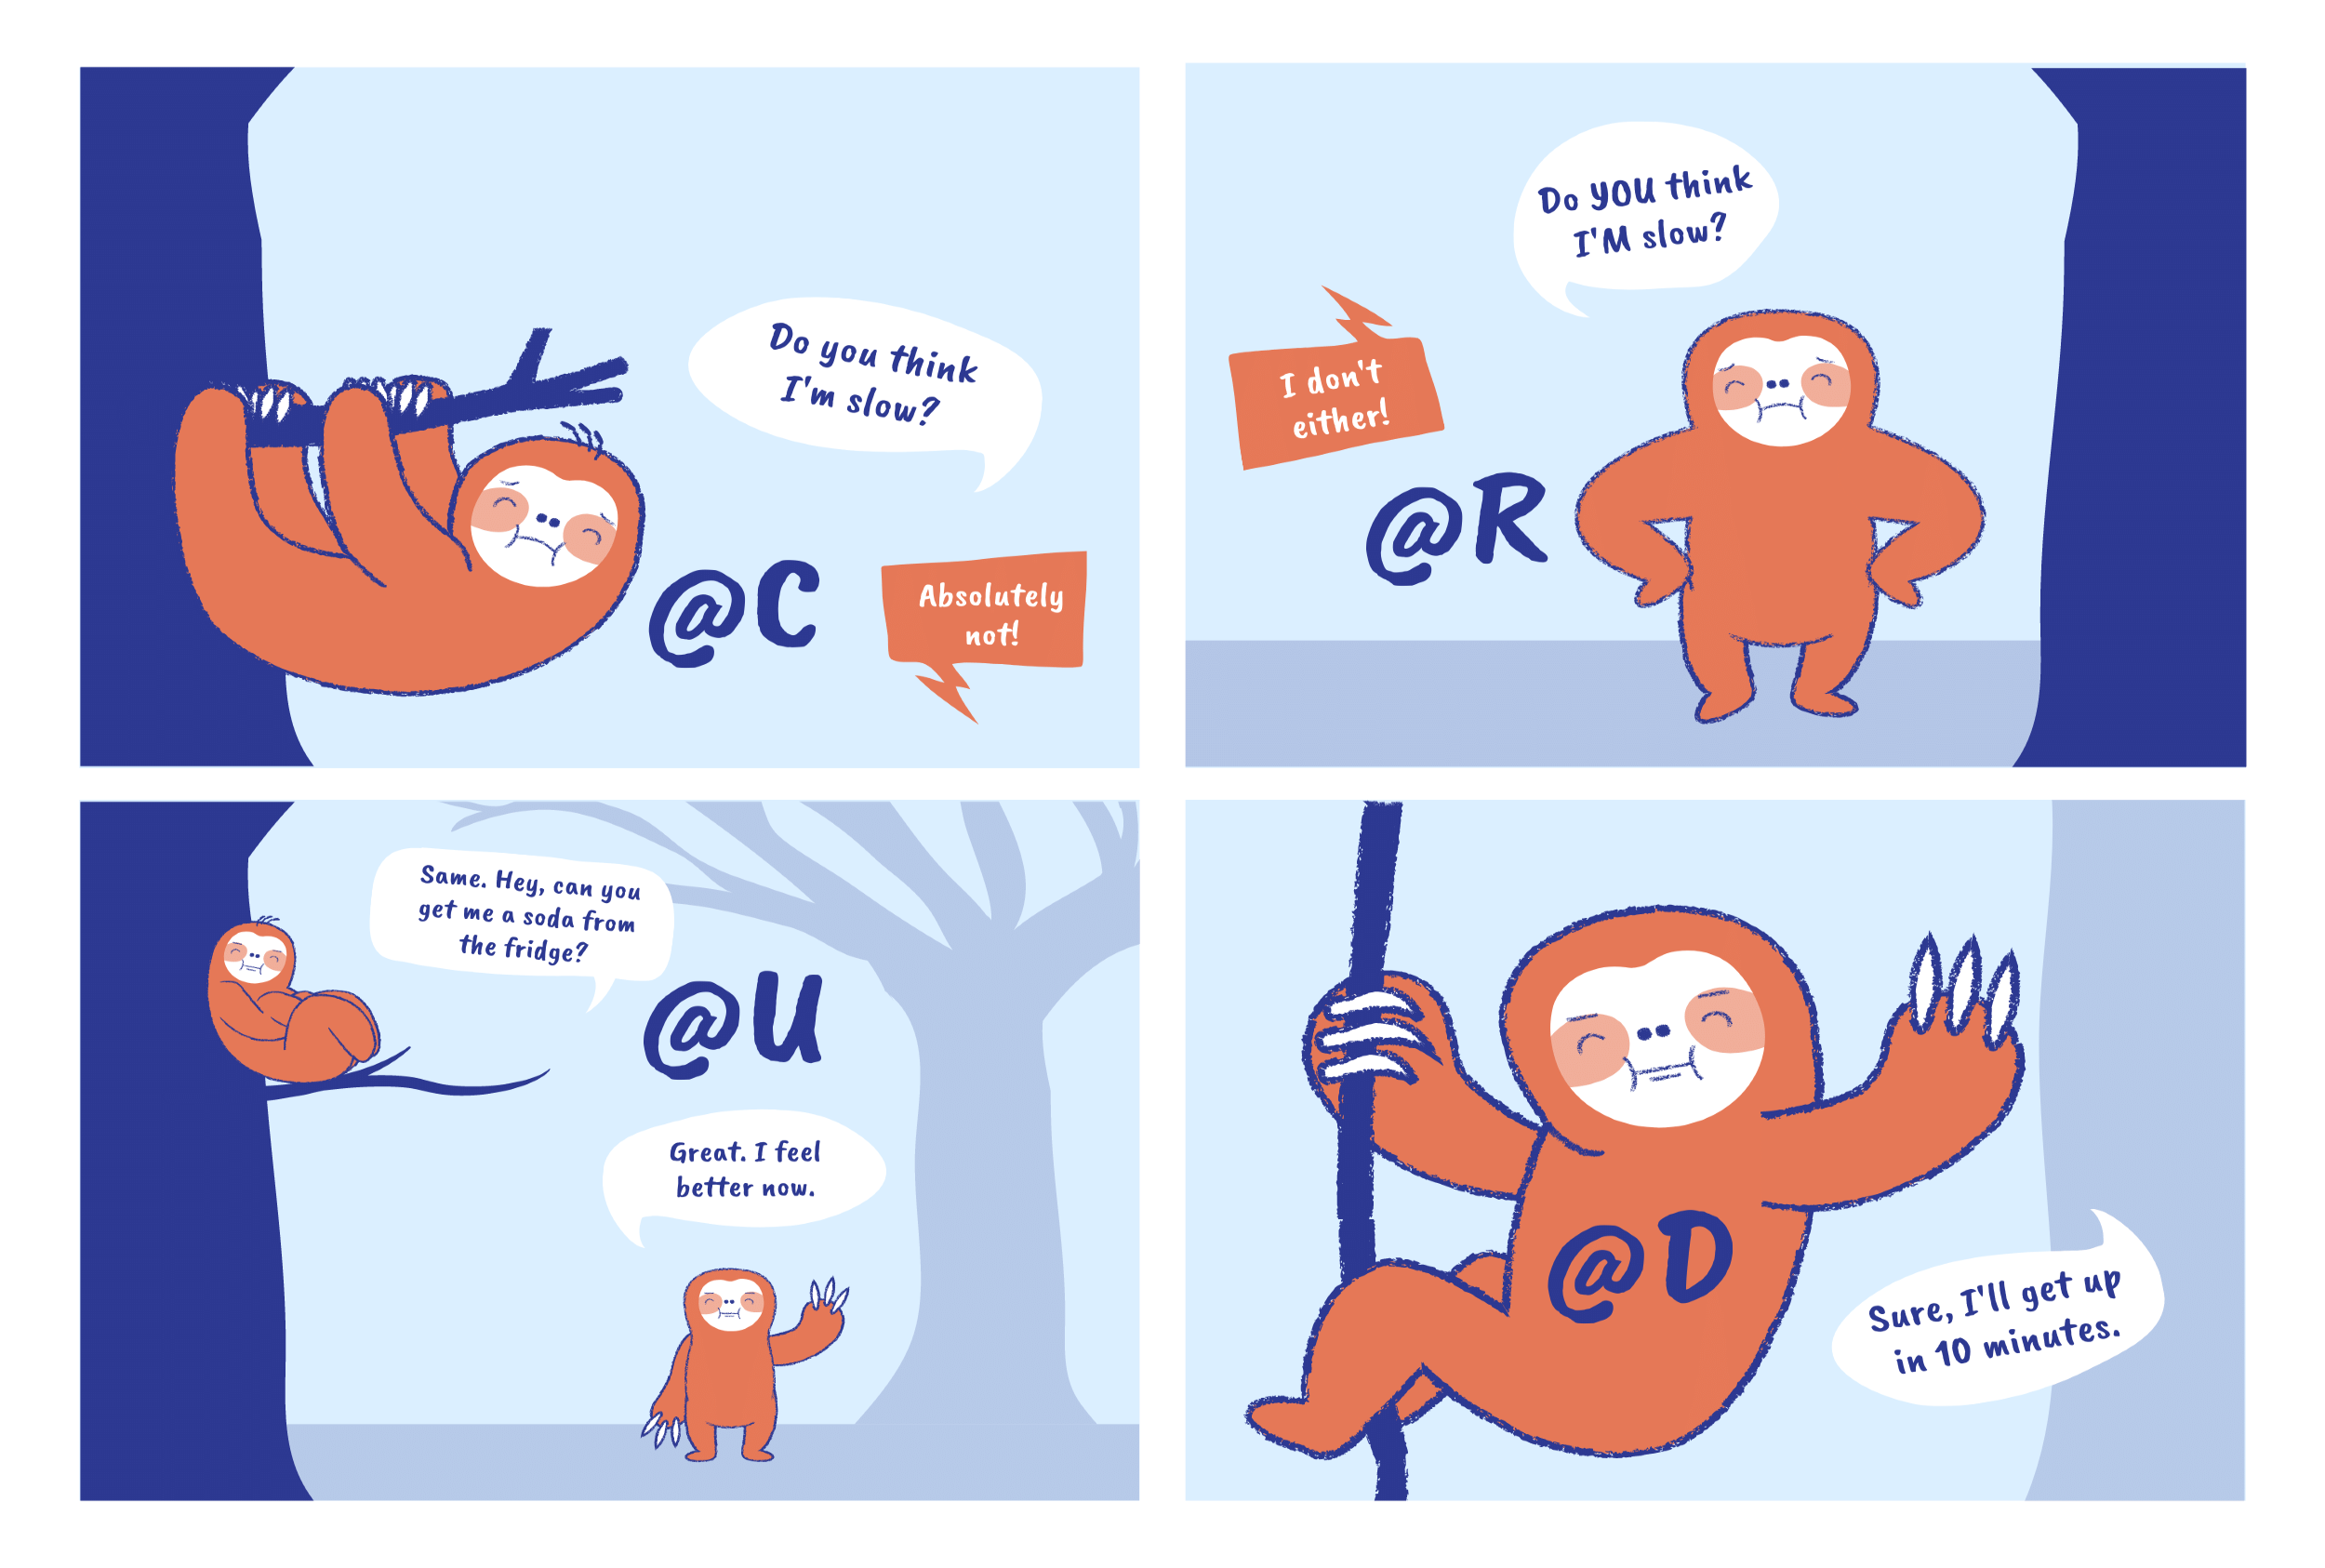 Do you think
I'm slow?
@C
Absolutely
not!
Do YOU think
I'M slow?
I don't
either!
@R
Same. Hey, can you
get me a soda from
the fridge?
@U
Great. I feel
better now.
@D
Sure, I'll get up
in 10 minutes.